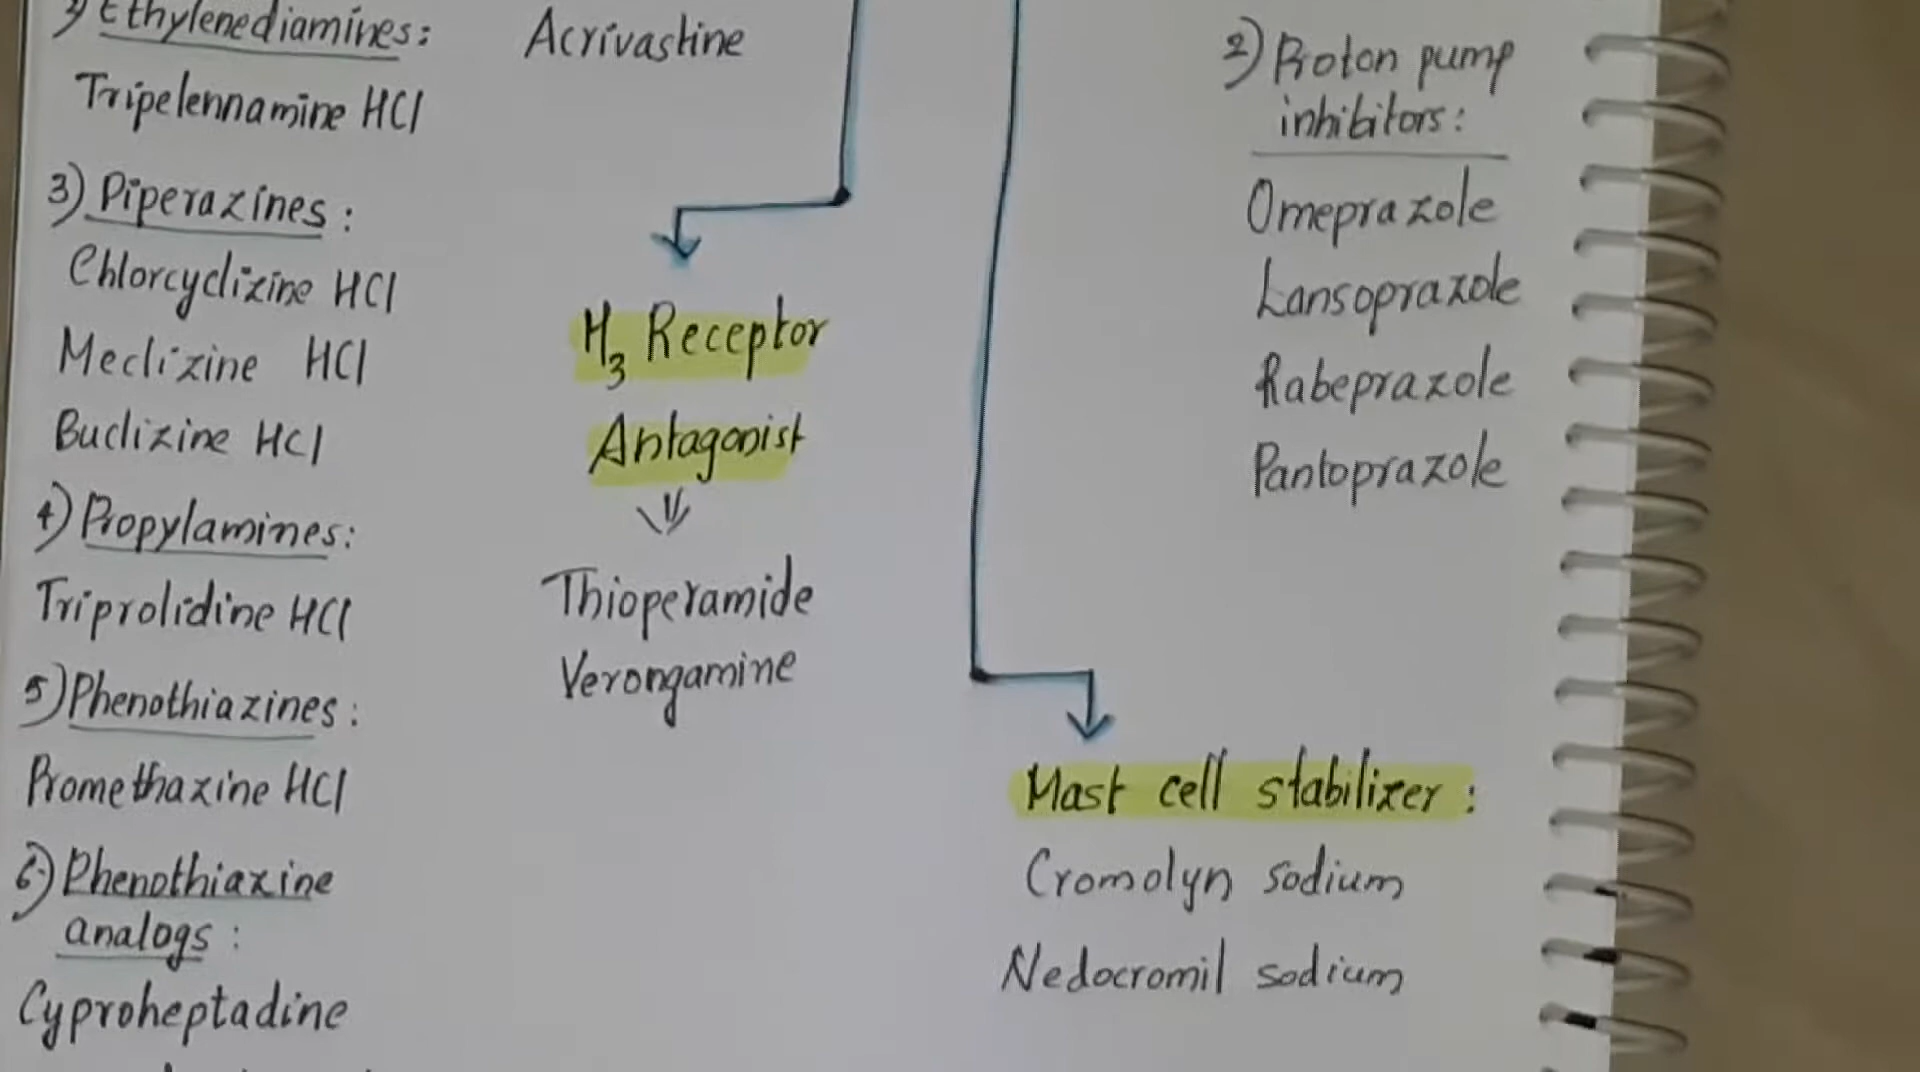 2) Ethylenediamines:
Tripelennamine HCl
3) Piperazines:
Chlorcyclizine HCl
Meclizine HCl
Buclizine HCl
4) Propylamines:
Triprolidine HCl
5) Phenothiazines:
Promethazine HCl
6) Phenothiazine
analogs:
Cyproheptadine
Acrivastine
H3 Receptor
Antagonist
Thioperamide
Verongamine
2) Proton pump
inhibitors:
Omeprazole
Lansoprazole
Rabeprazole
Pantoprazole
Mast cell stabilizer:
Cromolyn sodium
Nedocromil sodium